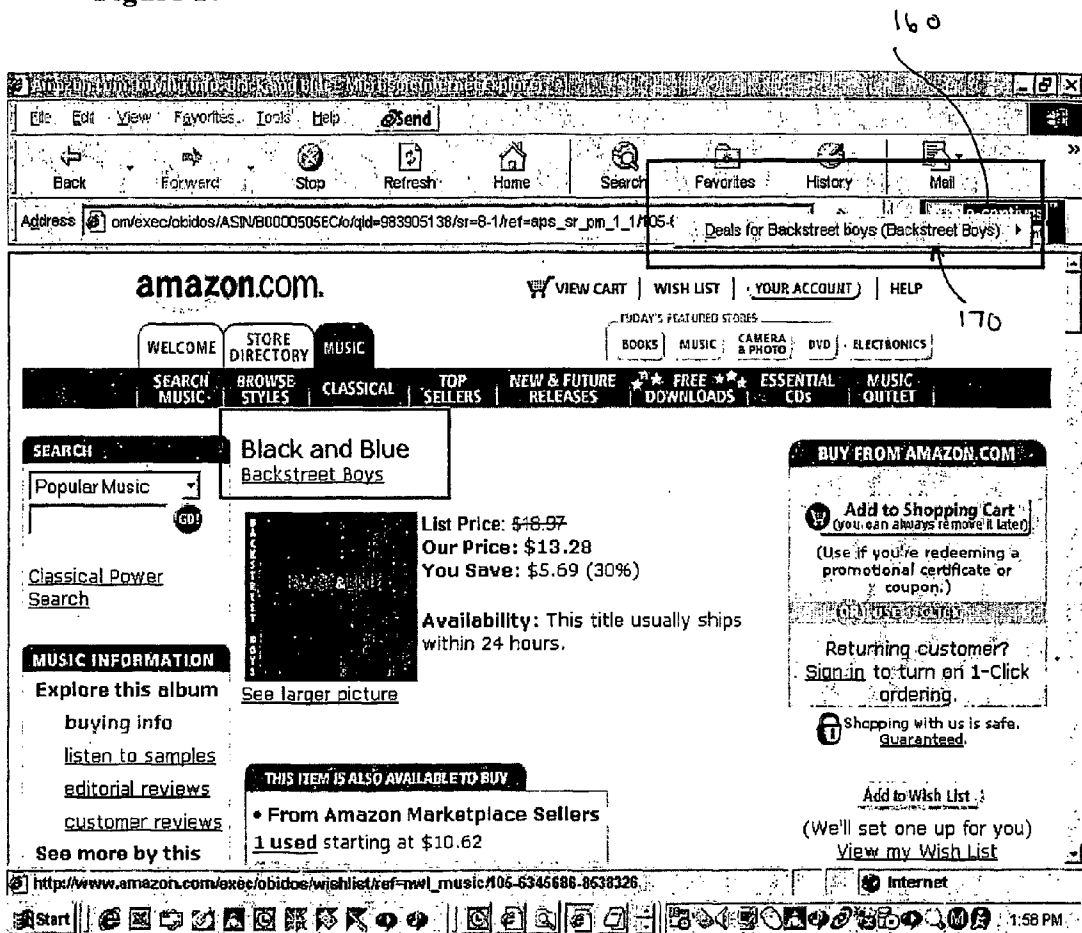 160
File Edit View Favorites Tools Help Send
Back Forward Stop Refresh Home Search Favorites History Mail
Address om/exec/obidos/ASIN/B00005O5EC/o/qid=983905138/sr=8-1/ref=aps_sr_pm_1_1/105-6
Deals for Backstreet boys (Backstreet Boys)
170
amazon.com.
VIEW CART | WISH LIST | YOUR ACCOUNT | HELP
TODAY'S FEATURED STORES
WELCOME STORE DIRECTORY MUSIC
BOOKS MUSIC CAMERA & PHOTO DVD ELECTRONICS
SEARCH MUSIC BROWSE STYLES CLASSICAL TOP SELLERS NEW & FUTURE RELEASES FREE DOWNLOADS ESSENTIAL CDs MUSIC OUTLET
SEARCH
Popular Music
GO!
Classical Power
Search
MUSIC INFORMATION
Explore this album
buying info
listen to samples
editorial reviews
customer reviews
See more by this
Black and Blue
Backstreet Boys
List Price: $18.97
Our Price: $13.28
You Save: $5.69 (30%)
Availability: This title usually ships
within 24 hours.
See larger picture
THIS ITEM IS ALSO AVAILABLE TO BUY
• From Amazon Marketplace Sellers
1 used starting at $10.62
BUY FROM AMAZON.COM
Add to Shopping Cart
(you can always remove it later)
(Use if you're redeeming a
promotional certificate or
coupon.)
Returning customer?
Sign in to turn on 1-Click
ordering.
Shopping with us is safe.
Guaranteed.
Add to Wish List
(We'll set one up for you)
View my Wish List
http://www.amazon.com/exec/obidos/wishlist/ref=nwl_music/105-6345686-8538326 Internet
Start 1:58 PM